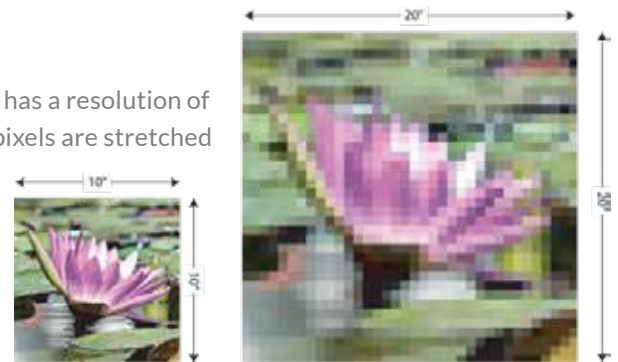 20"
has a resolution of
pixels are stretched
10"
10"
20"